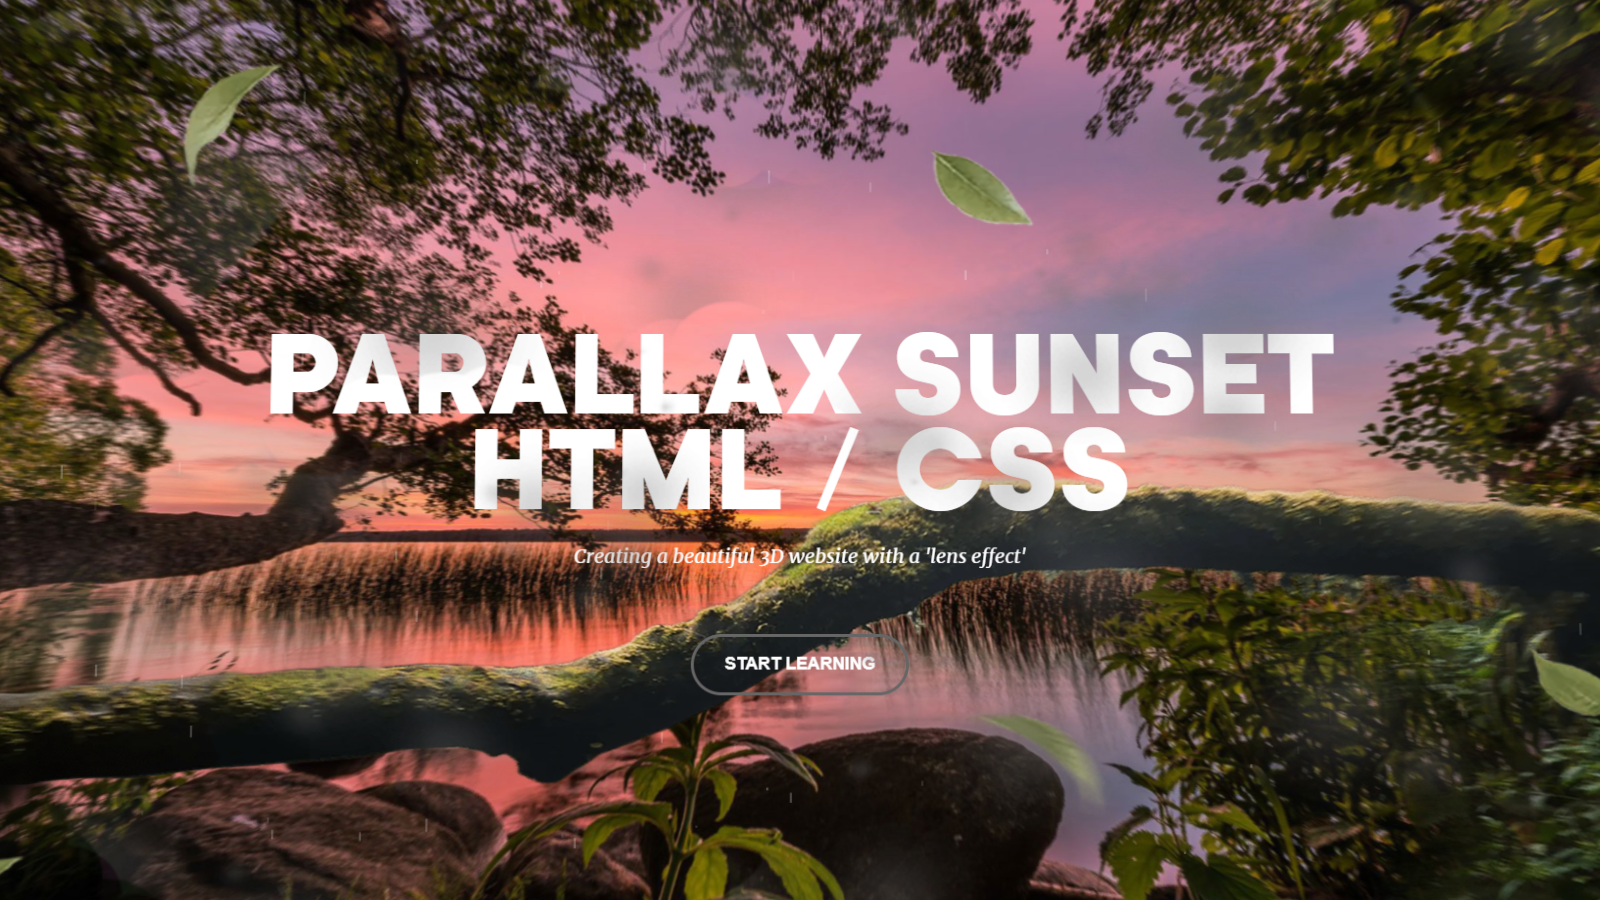 PARALLAX SUNSET
HTML / CSS
Creating a beautiful 3D website with a 'lens effect'
START LEARNING